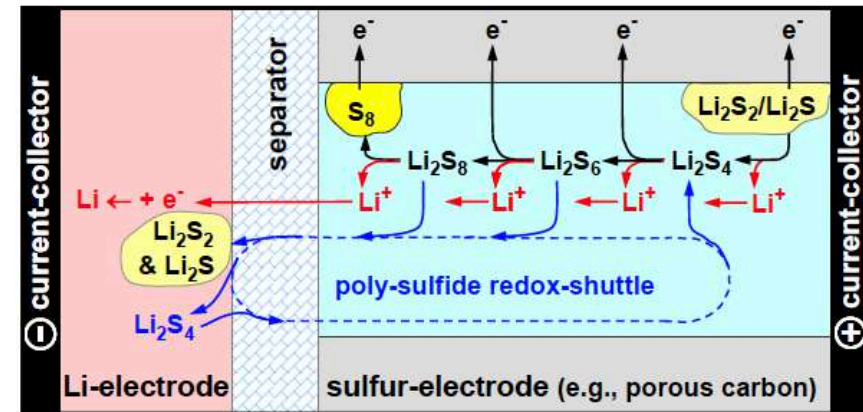 e⁻ e⁻ e⁻ e⁻
⊖ current-collector
separator
S₈
Li₂S₂/Li₂S
Li₂S₈ Li₂S₆ Li₂S₄
Li ← + e⁻ Li⁺ Li⁺ Li⁺ Li⁺
Li₂S₂
& Li₂S
poly-sulfide redox-shuttle
Li₂S₄
Li-electrode
sulfur-electrode (e.g., porous carbon)
⊕ current-collector